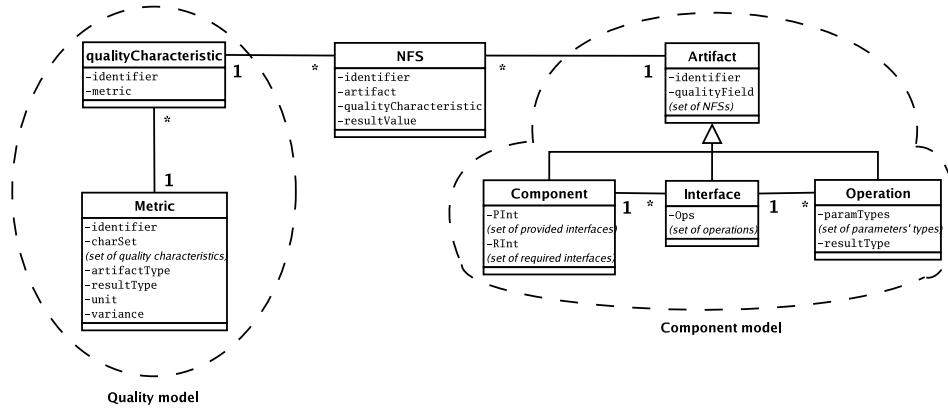 qualityCharacteristic
-identifier
-metric
1
*
NFS
-identifier
-artifact
-qualityCharacteristic
-resultValue
*
1
Artifact
-identifier
-qualityField
(set of NFSs)
*
1
Metric
-identifier
-charSet
(set of quality characteristics)
-artifactType
-resultType
-unit
-variance
Quality model
Component
-PInt
(set of provided interfaces)
-RInt
(set of required interfaces)
1
*
Interface
-Ops
(set of operations)
1
*
Operation
-paramTypes
(set of parameters' types)
-resultType
Component model